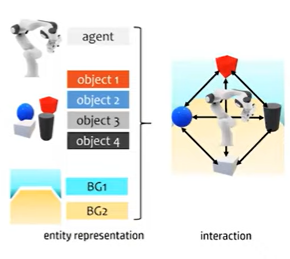 agent
object 1
object 2
object 3
object 4
BG1
BG2
entity representation
interaction